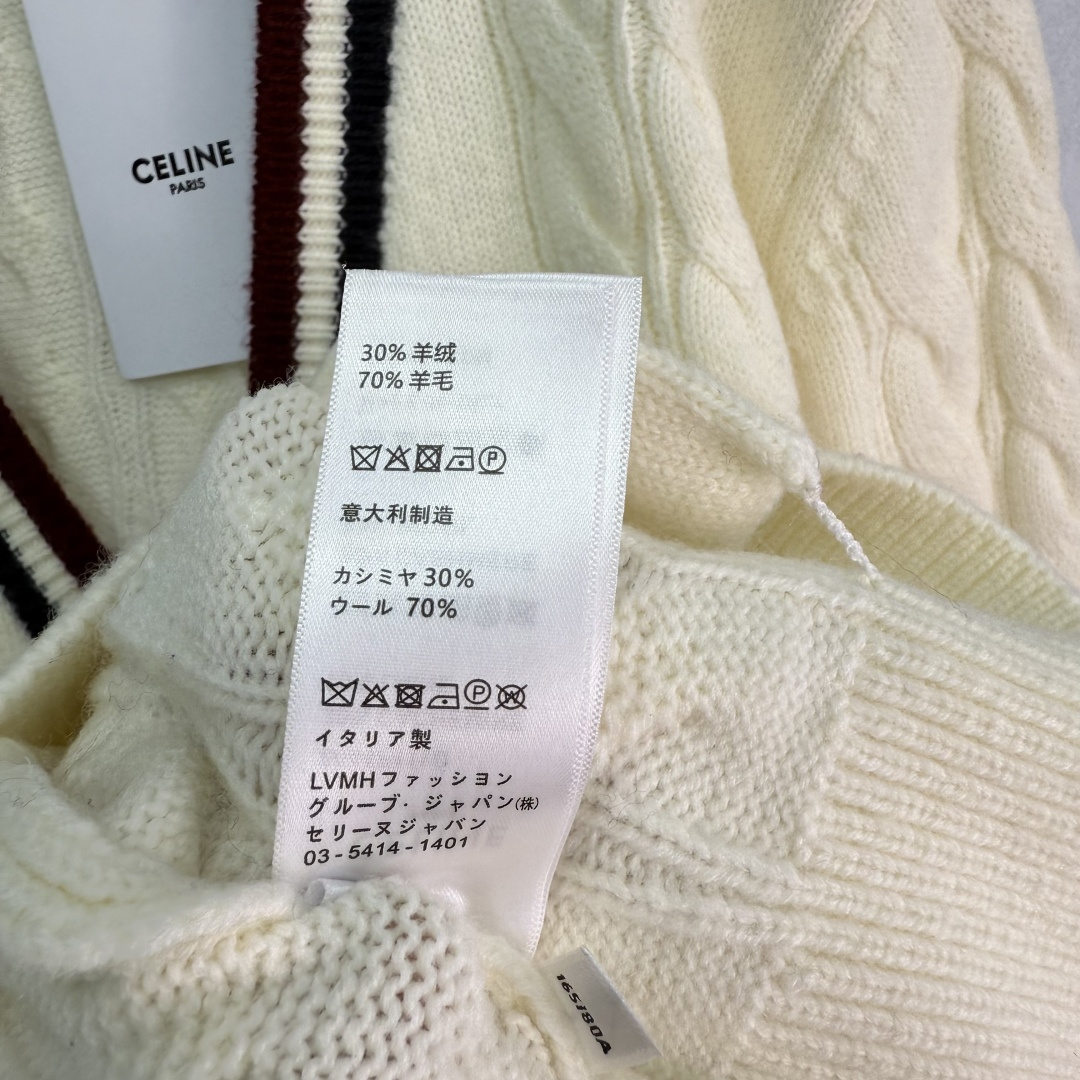 CELINE
PARIS
30% 羊绒
70% 羊毛
意大利制造
カシミヤ 30%
ウール 70%
イタリア製
LVMHファッション
グループ・ジャパン(株)
セリーヌジャパン
03-5414-1401